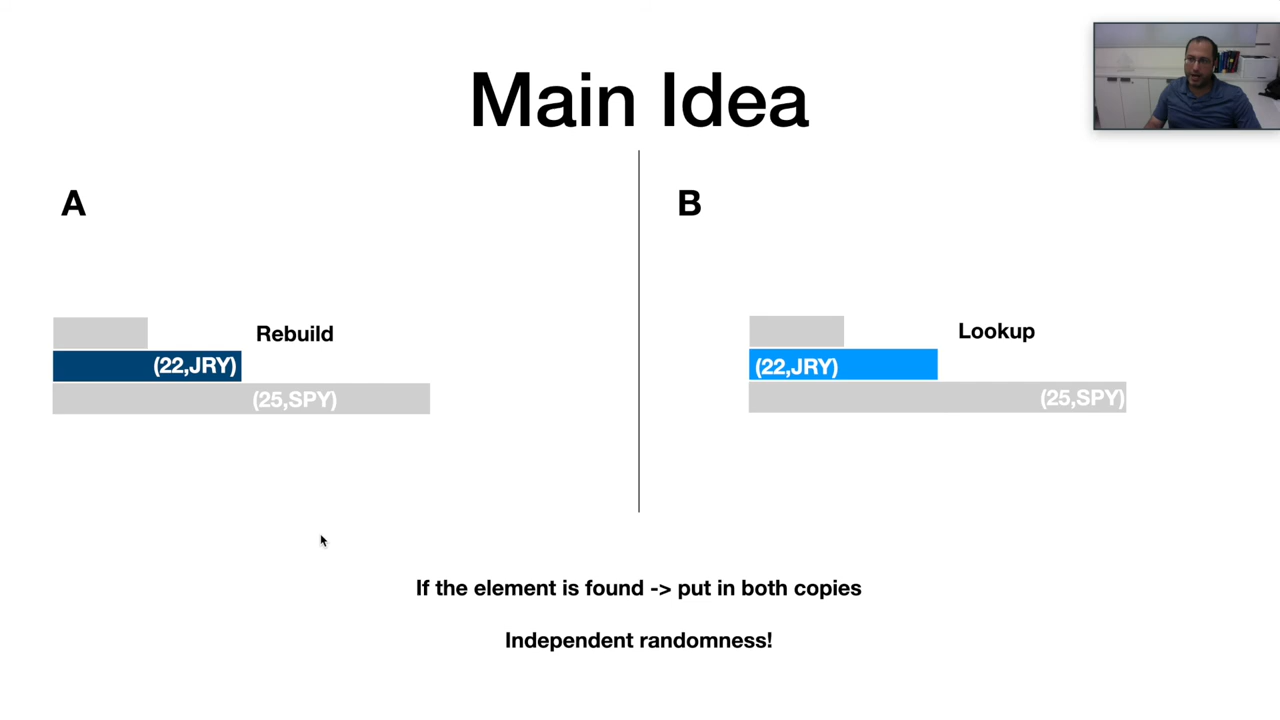 Main Idea
A
B
Rebuild
(22,JRY)
(25,SPY)
Lookup
(22,JRY)
(25,SPY)
If the element is found -> put in both copies
Independent randomness!